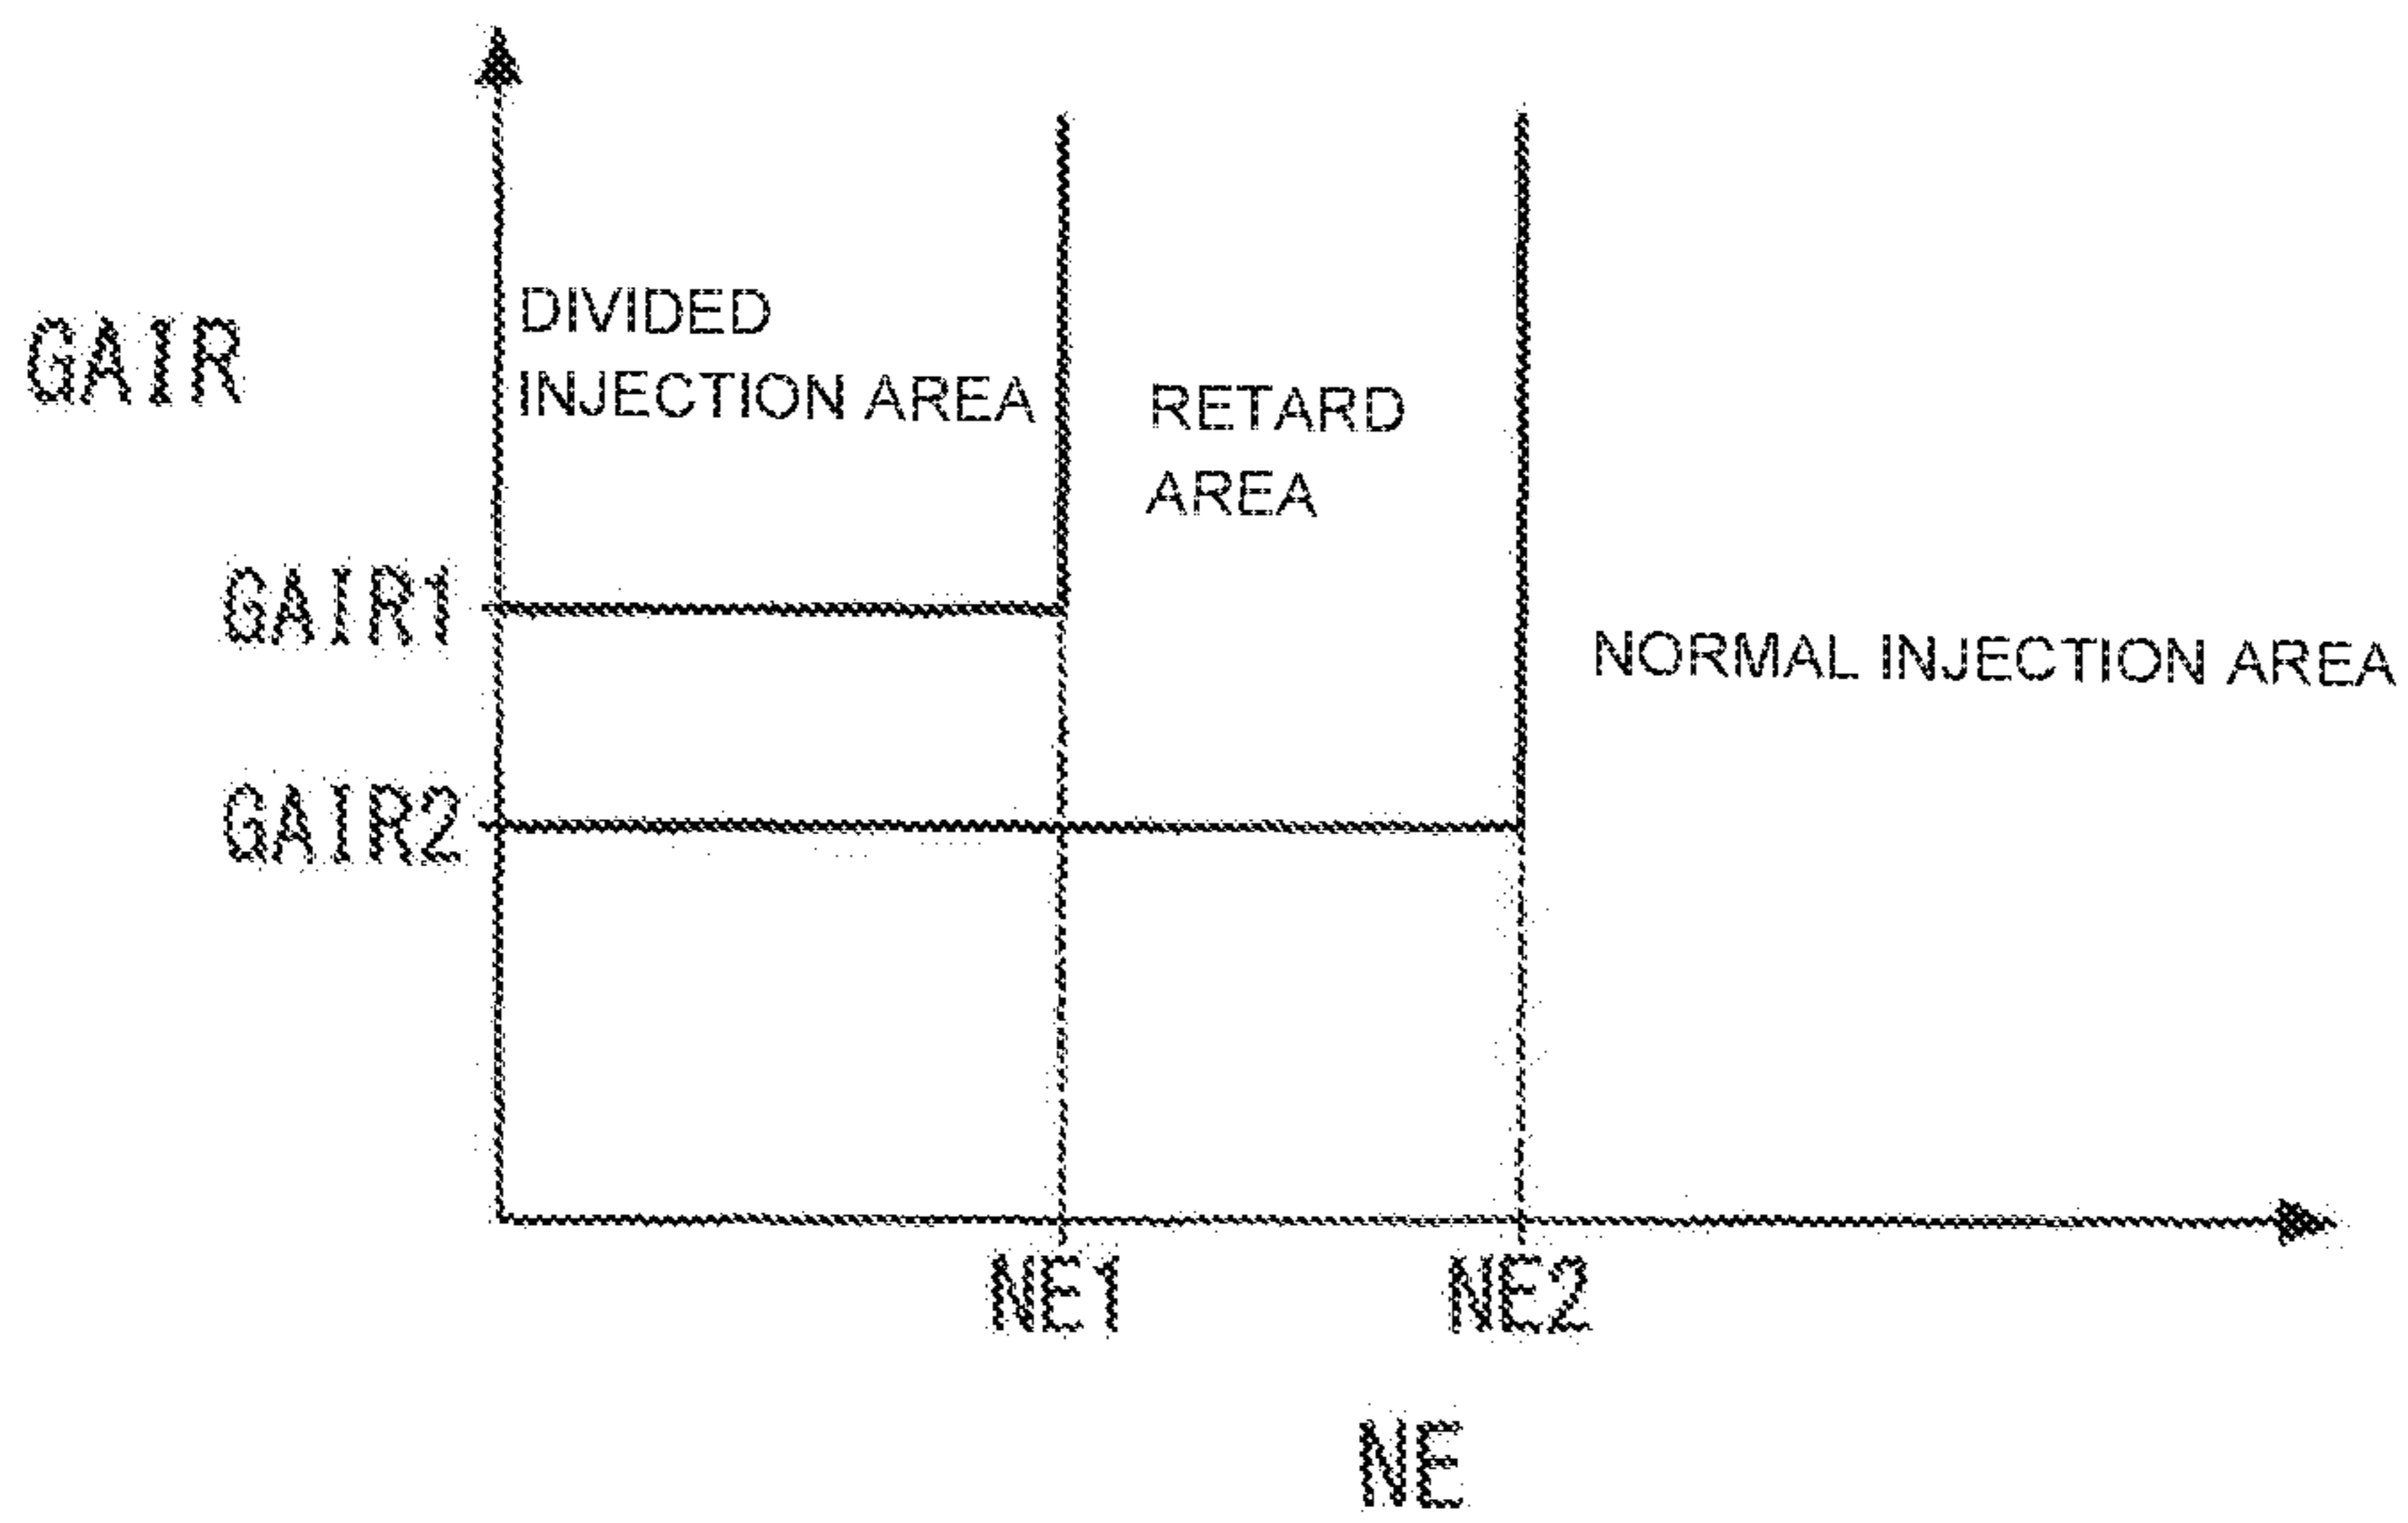 GAIR
DIVIDED
INJECTION AREA
RETARD
AREA
GAIR1
NORMAL INJECTION AREA
GAIR2
NE1
NE2
NE